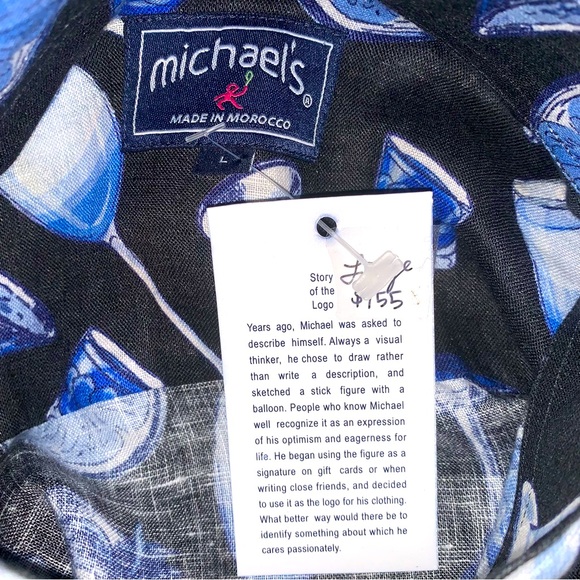 michael's
®
MADE IN MOROCCO
L
Story
of the
Logo
$155
Years ago, Michael was asked to
describe himself. Always a visual
thinker, he chose to draw rather
than write a description, and
sketched a stick figure with a
balloon. People who know Michael
well recognize it as an expression
of his optimism and eagerness for
life. He began using the figure as a
signature on gift cards or when
writing close friends, and decided
to use it as the logo for his clothing.
What better way would there be to
identify something about which he
cares passionately.